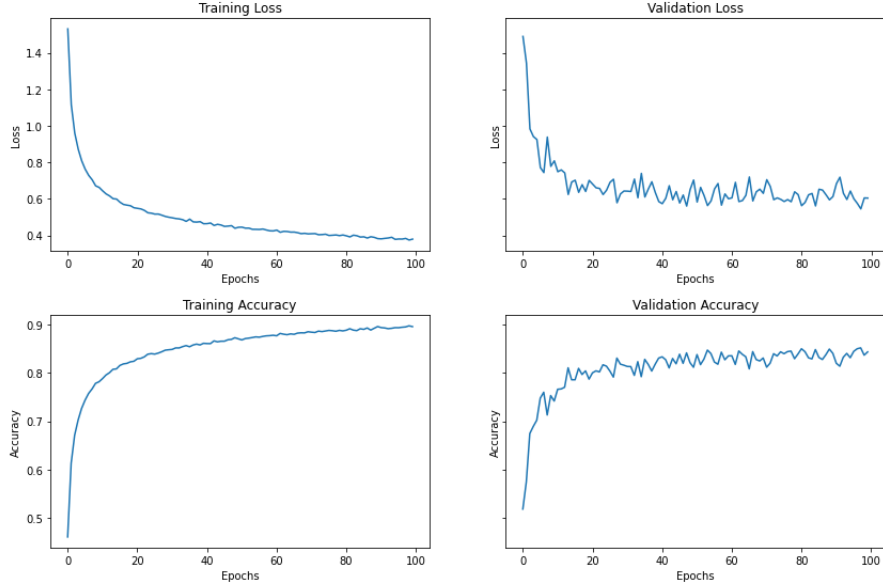 Training Loss
Validation Loss
1.4
1.2
1.0
0.8
0.6
0.4
Loss
Loss
0 20 40 60 80 100
Epochs
0 20 40 60 80 100
Epochs
Training Accuracy
Validation Accuracy
0.9
0.8
0.7
0.6
0.5
Accuracy
Accuracy
0 20 40 60 80 100
Epochs
0 20 40 60 80 100
Epochs